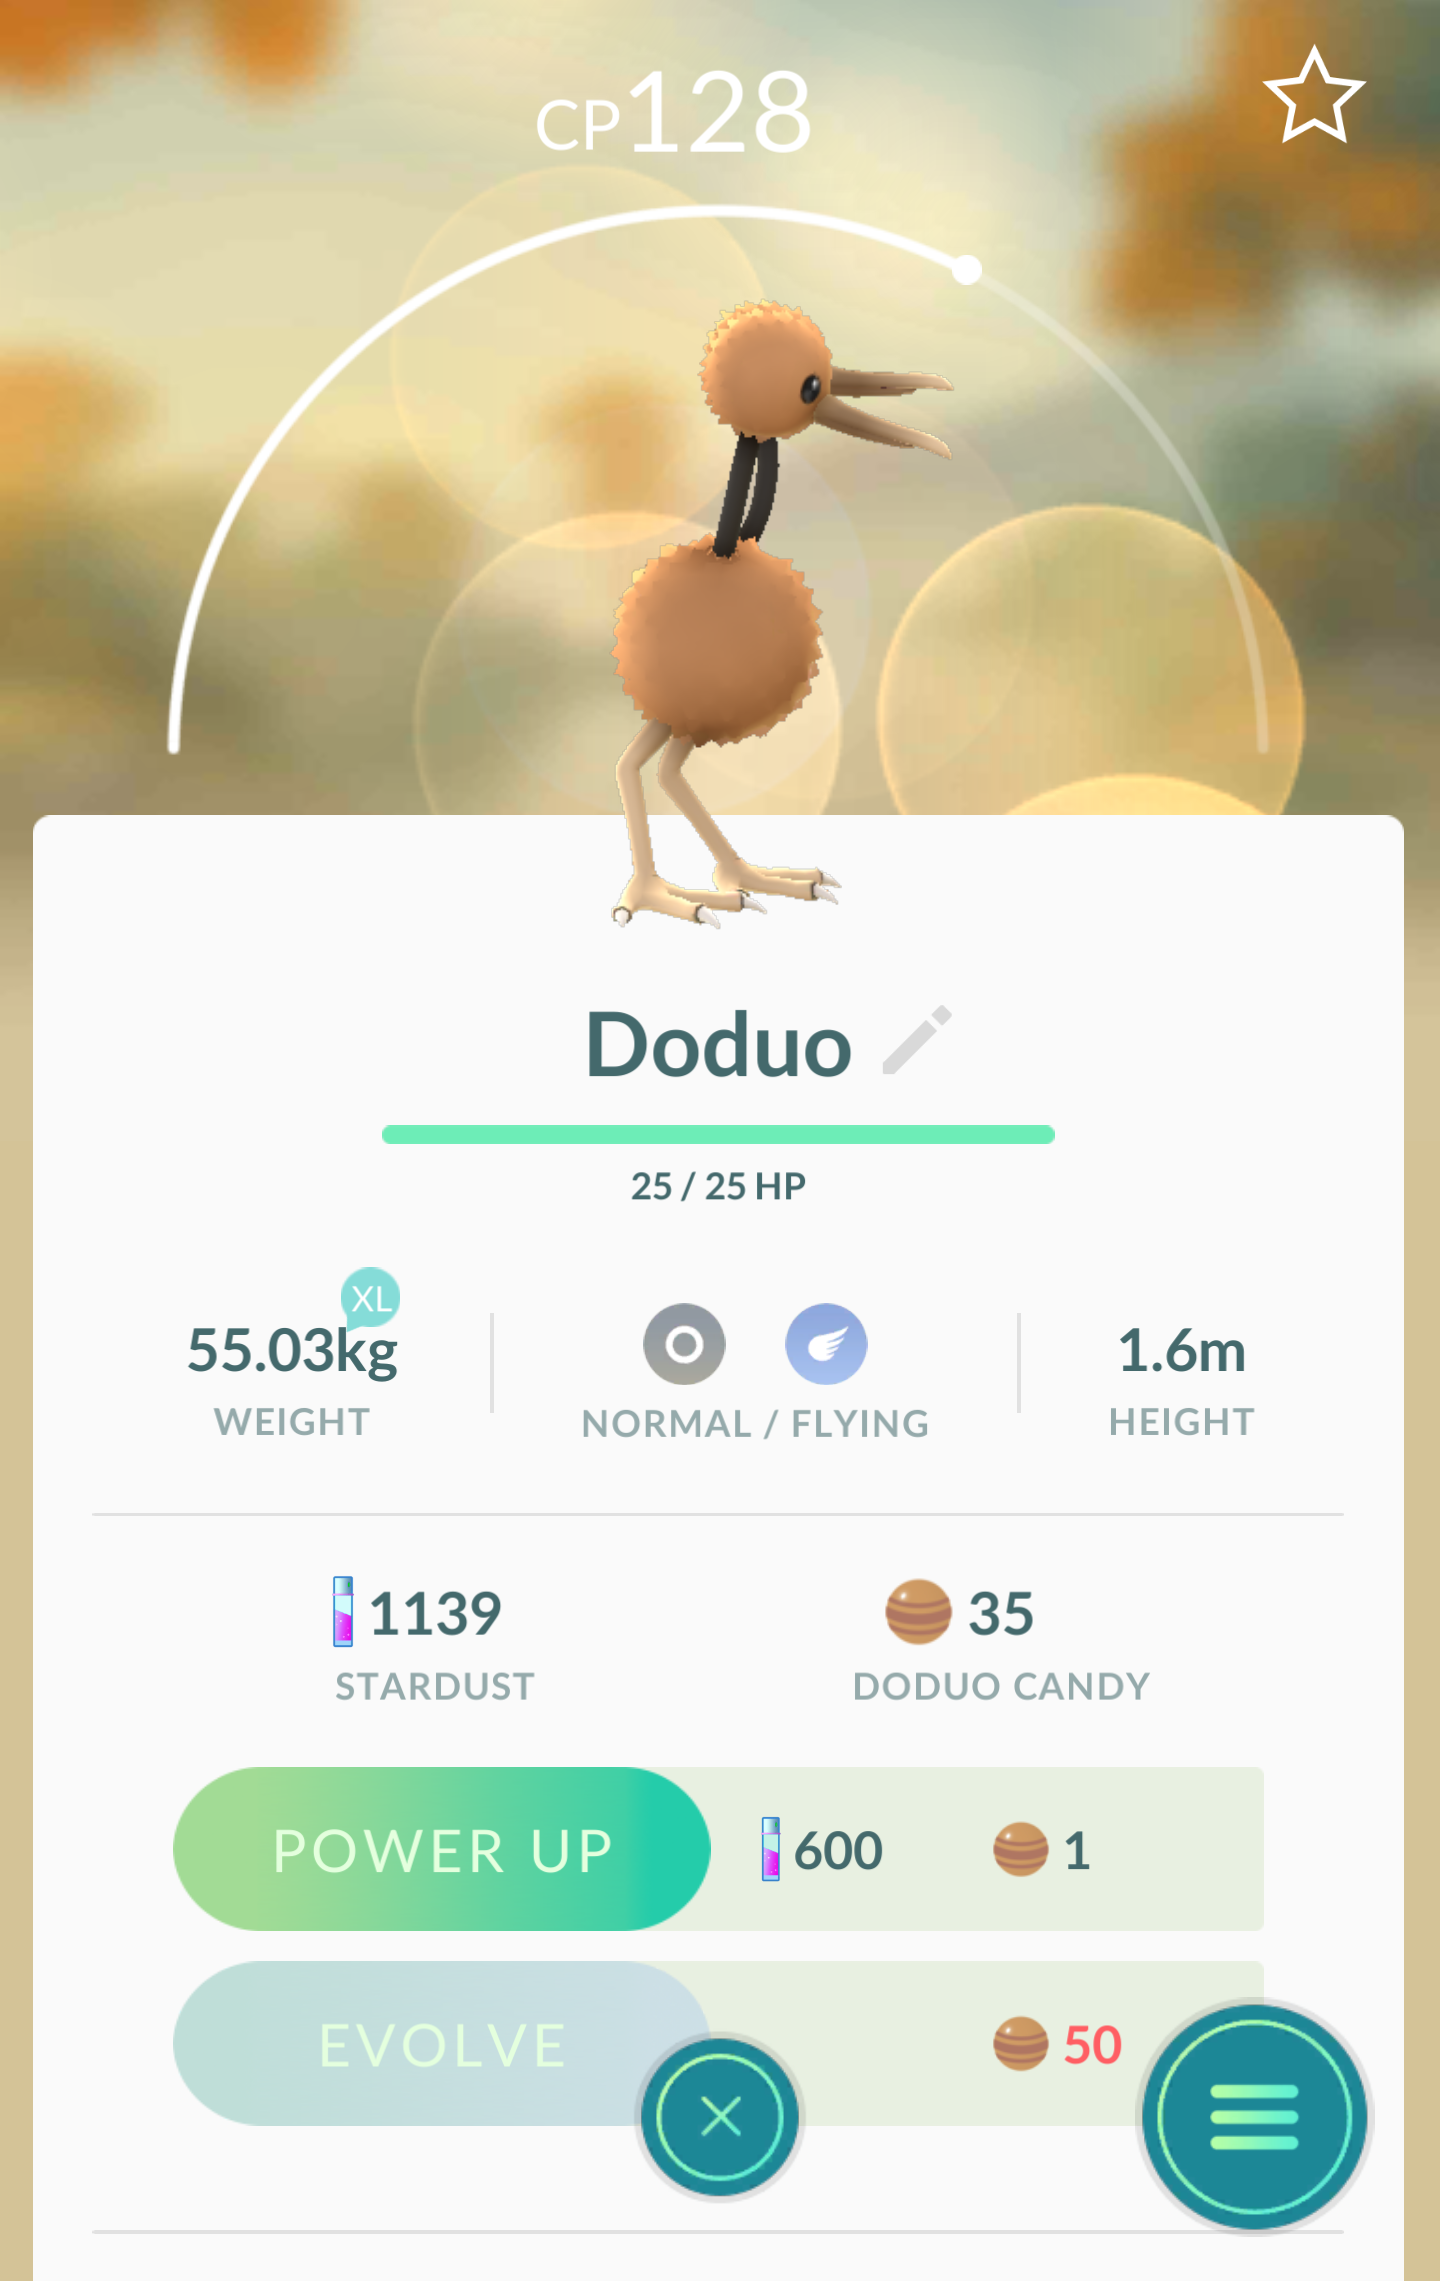 CP128
Doduo
25 / 25 HP
XL
55.03kg
WEIGHT
NORMAL / FLYING
1.6m
HEIGHT
1139
STARDUST
35
DODUO CANDY
POWER UP
600
1
EVOLVE
50